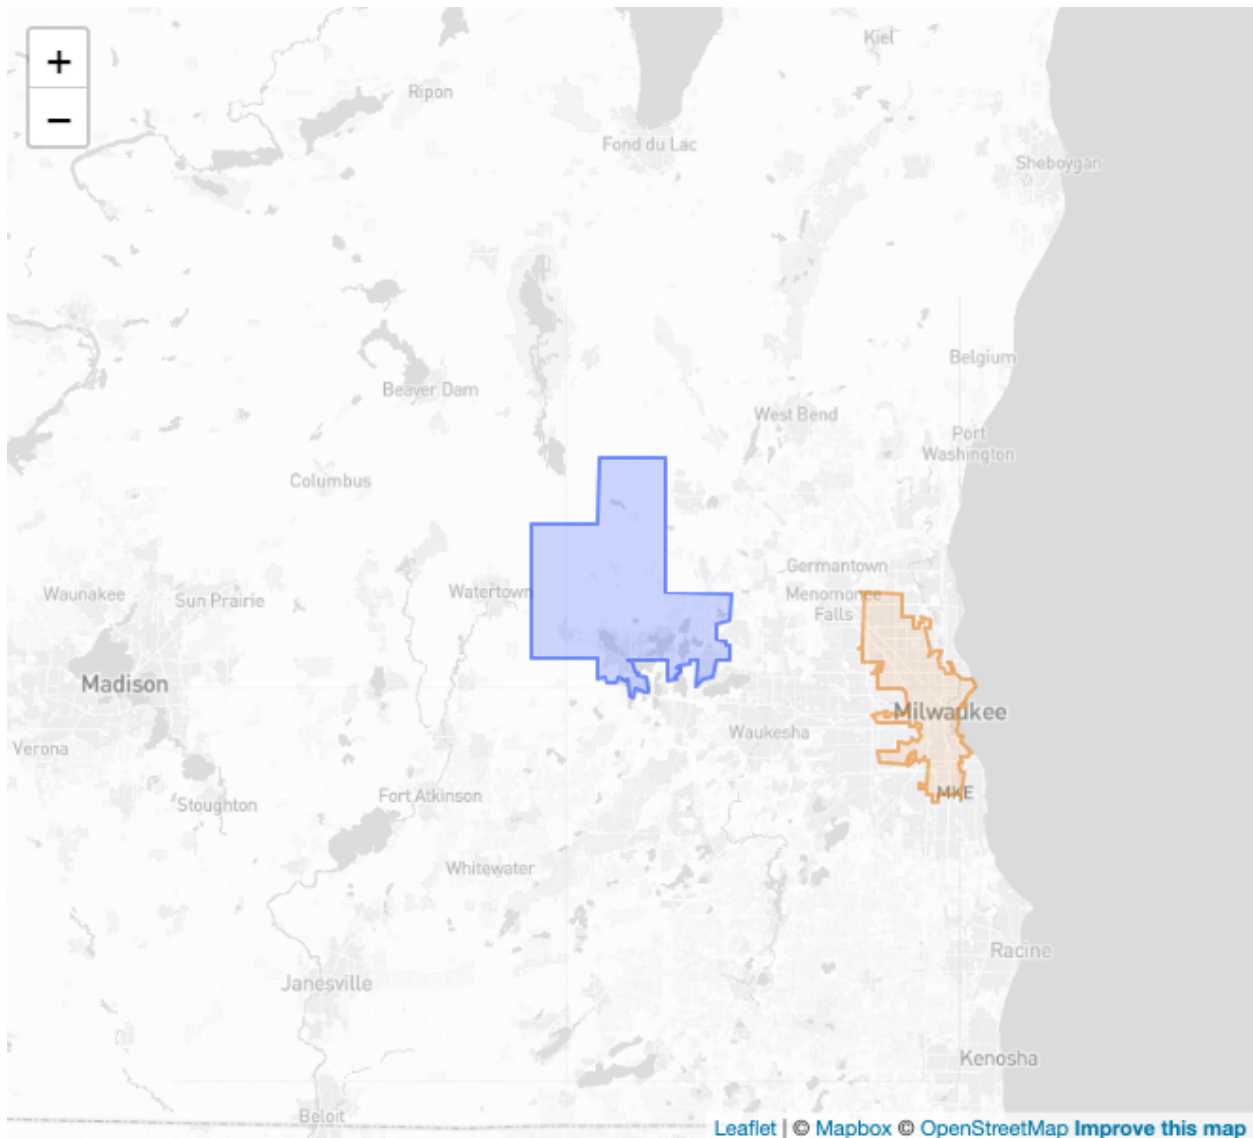 +
−
Kiel
Ripon
Fond du Lac
Sheboygan
Belgium
Beaver Dam
West Bend
Port
Washington
Columbus
Germantown
Waunakee
Sun Prairie
Watertown
Menomonee
Falls
Madison
Milwaukee
Waukesha
Verona
MKE
Fort Atkinson
Stoughton
Whitewater
Racine
Janesville
Kenosha
Beloit
Leaflet | © Mapbox © OpenStreetMap Improve this map